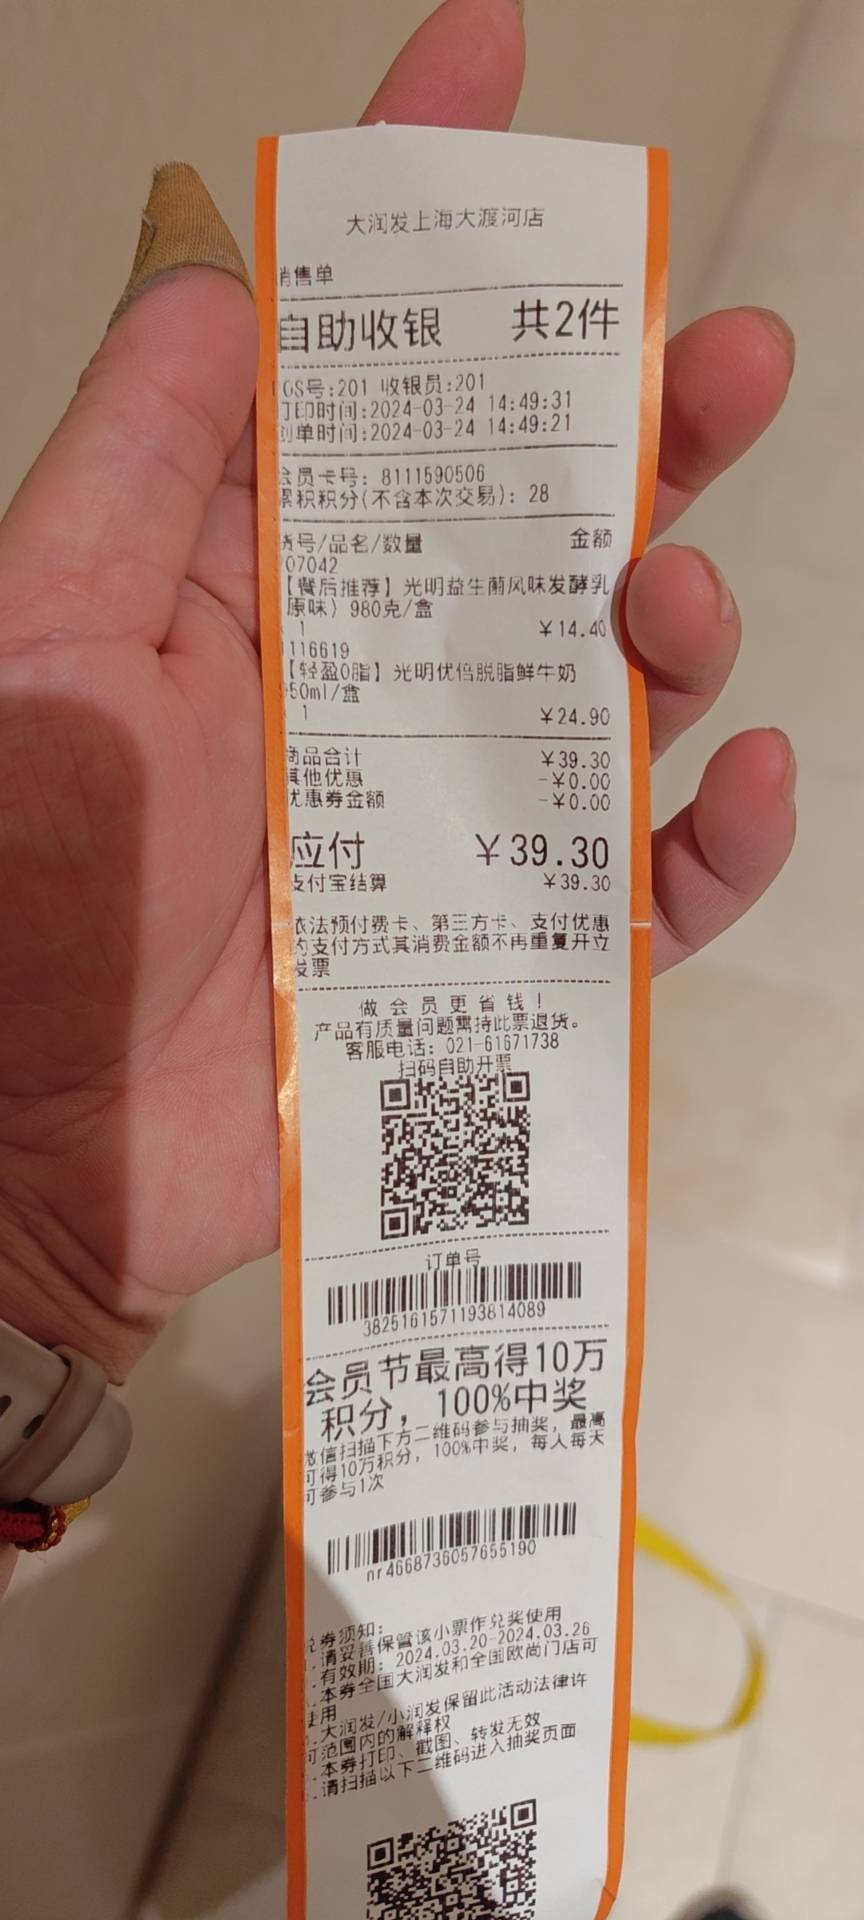 大润发上海大渡河店
销售单
自助收银 共2件
OS号:201 收银员:201
打印时间:2024-03-24 14:49:31
创单时间:2024-03-24 14:49:21
会员卡号: 8111590506
累积积分(不含本次交易): 28
货号/品名/数量 金额
07042
【餐后推荐】光明益生菌风味发酵乳
原味) 980克/盒
1 ￥14.40
1116619
【轻盈0脂】光明优倍脱脂鲜牛奶
950ml/盒
1 ￥24.90
商品合计 ￥39.30
其他优惠 -￥0.00
优惠券金额 -￥0.00
应付 ￥39.30
支付宝结算 ￥39.30
依法预付费卡、第三方卡、支付优惠
的支付方式其消费金额不再重复开立
发票
做会员更省钱!
产品有质量问题需持此票退货。
客服电话: 021-61671738
扫码自助开票
订单号
3825161571193814089
会员节最高得10万
积分, 100%中奖
微信扫描下方二维码参与抽奖, 最高
可得10万积分, 100%中奖, 每人每天
可参与1次
nr4668736057655190
兑券须知:
.请妥善保管该小票作兑奖使用
.有效期: 2024.03.20-2024.03.26
.本券全国大润发和全国欧尚门店可
使用
.大润发/小润发保留此活动法律许
可范围内的解释权
.本券打印、截图、转发无效
.请扫描以下二维码进入抽奖页面